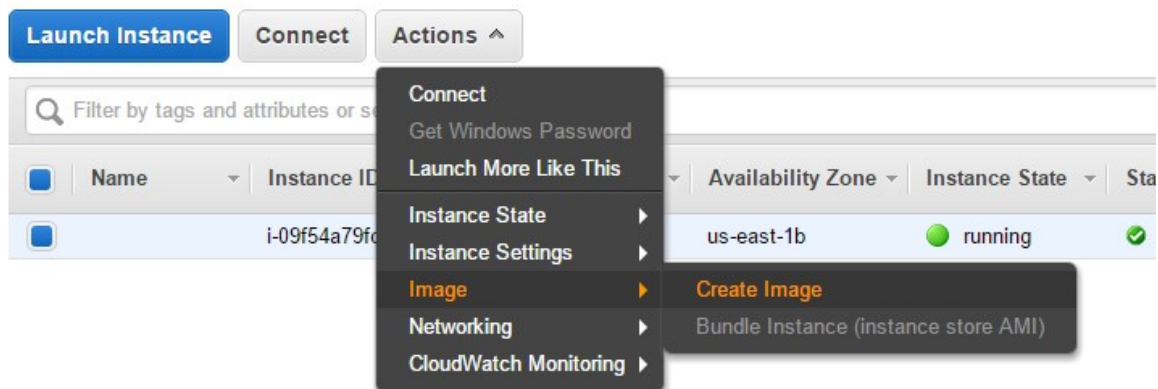 Launch Instance Connect Actions
Connect
Filter by tags and attributes or
Get Windows Password
Launch More Like This
Name Instance ID Availability Zone Instance State
Instance State
i-09f54a79f us-east-1b running
Instance Settings
Image Create Image
Networking Bundle Instance (instance store AMI)
CloudWatch Monitoring